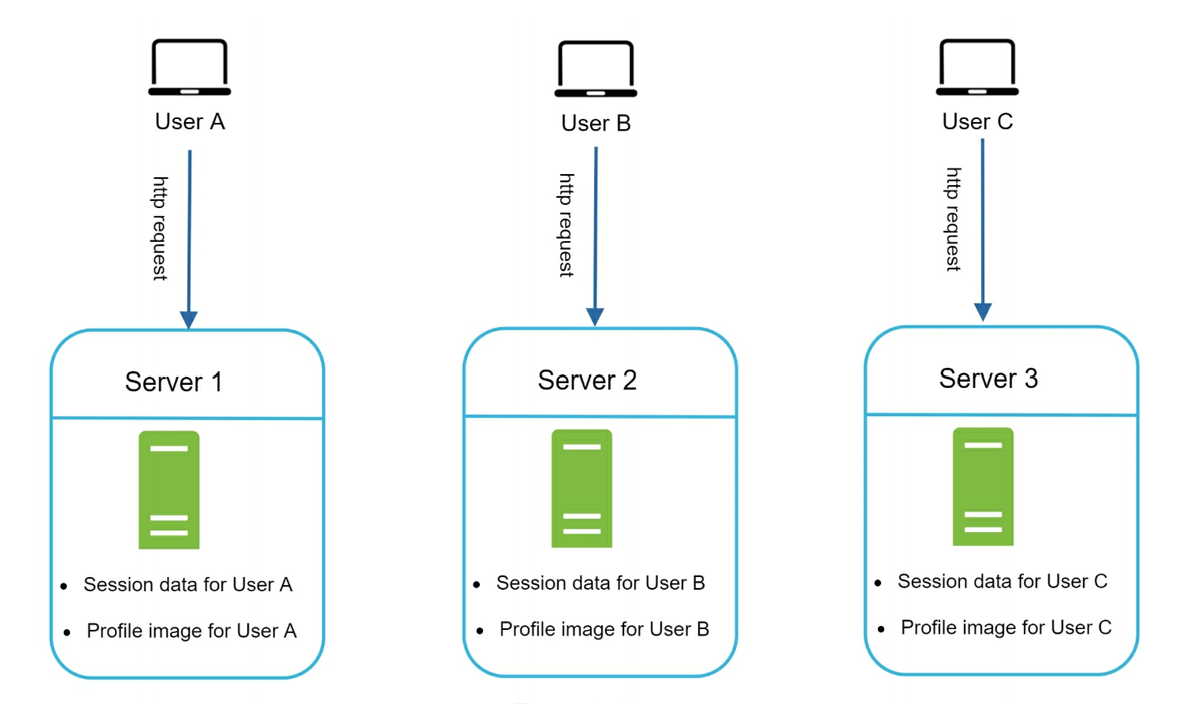 User A
User B
User C
http request
http request
http request
Server 1
Server 2
Server 3
• Session data for User A
• Profile image for User A
• Session data for User B
• Profile image for User B
• Session data for User C
• Profile image for User C